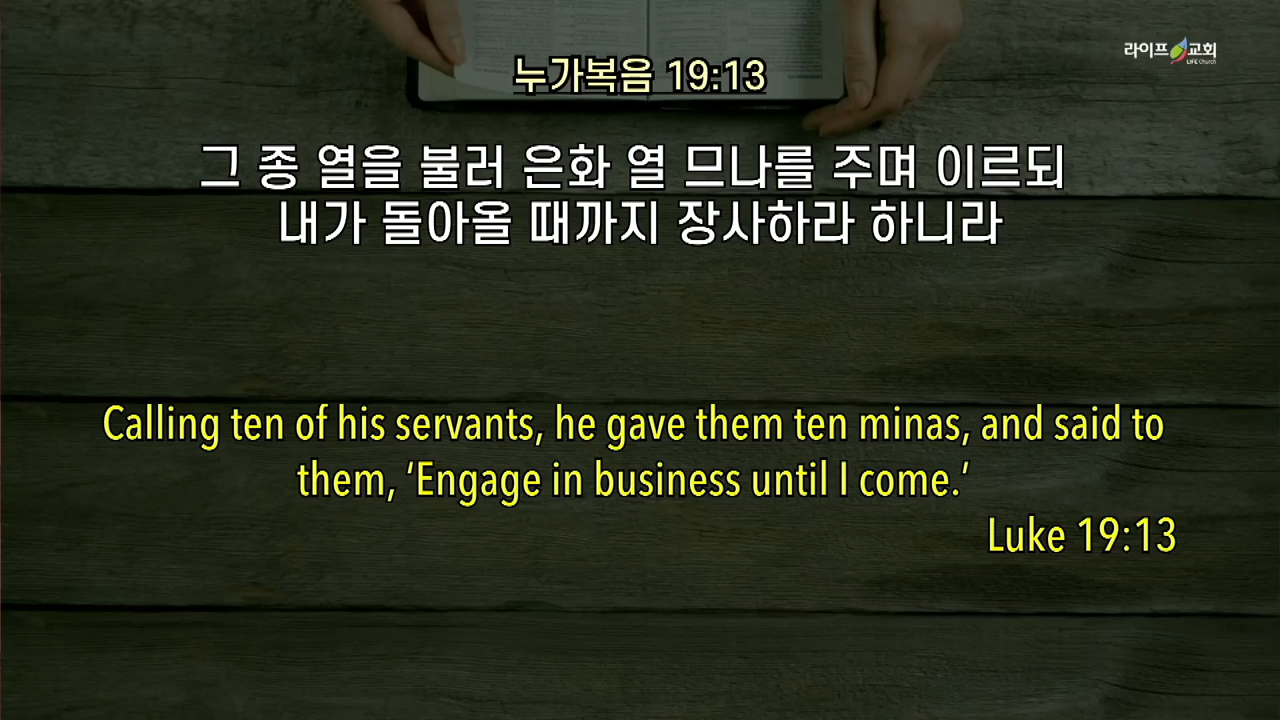 라이프 교회
LIFE Church
누가복음 19:13
그 종 열을 불러 은화 열 므나를 주며 이르되
내가 돌아올 때까지 장사하라 하니라
Calling ten of his servants, he gave them ten minas, and said to
them, ‘Engage in business until I come.’
Luke 19:13